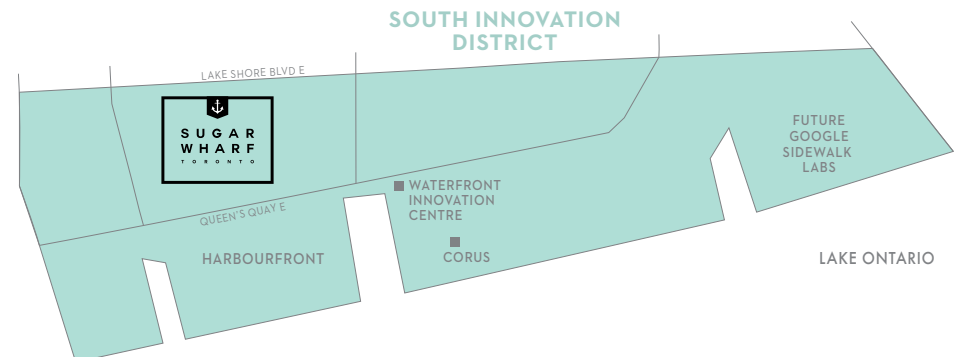 SOUTH INNOVATION
DISTRICT
LAKE SHORE BLVD E
SUGAR
WHARF
TORONTO
FUTURE
GOOGLE
SIDEWALK
LABS
WATERFRONT
INNOVATION
CENTRE
QUEEN'S QUAY E
CORUS
HARBOURFRONT
LAKE ONTARIO